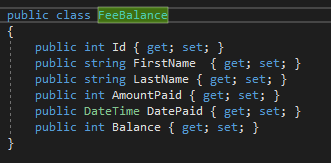 public class FeeBalance
{
public int Id { get; set; }
public string FirstName  { get; set; }
public string LastName { get; set; }
public int AmountPaid { get; set; }
public DateTime DatePaid { get; set; }
public int Balance { get; set; }
}